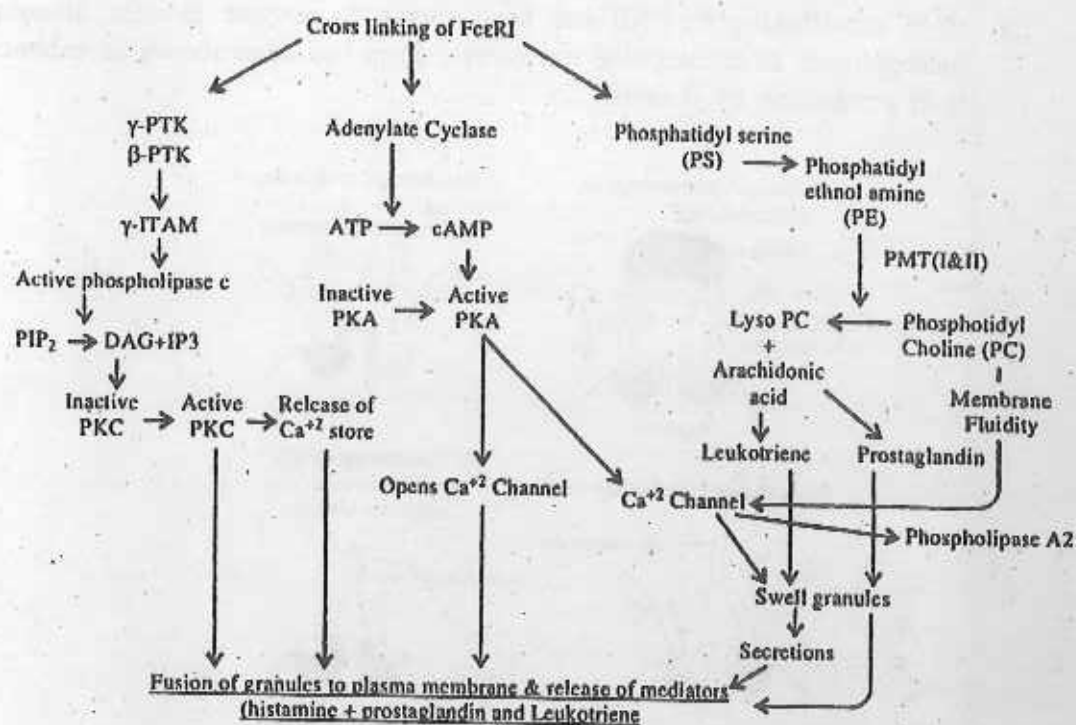 Cross linking of FcεRI
γ-PTK
β-PTK
γ-ITAM
Active phospholipase c
PIP₂ → DAG+IP3
Inactive PKC → Active PKC → Release of Ca⁺² store
Adenylate Cyclase
ATP → cAMP
Inactive PKA → Active PKA
Opens Ca⁺² Channel
Phosphatidyl serine
(PS)
Phosphatidyl
ethnol amine
(PE)
PMT(I&II)
Phosphotidyl
Choline (PC)
Lyso PC
+
Arachidonic
acid
Membrane
Fluidity
Leukotriene
Prostaglandin
Ca⁺² Channel
Phospholipase A2
Swell granules
Secretions
Fusion of granules to plasma membrane & release of mediators
(histamine + prostaglandin and Leukotriene